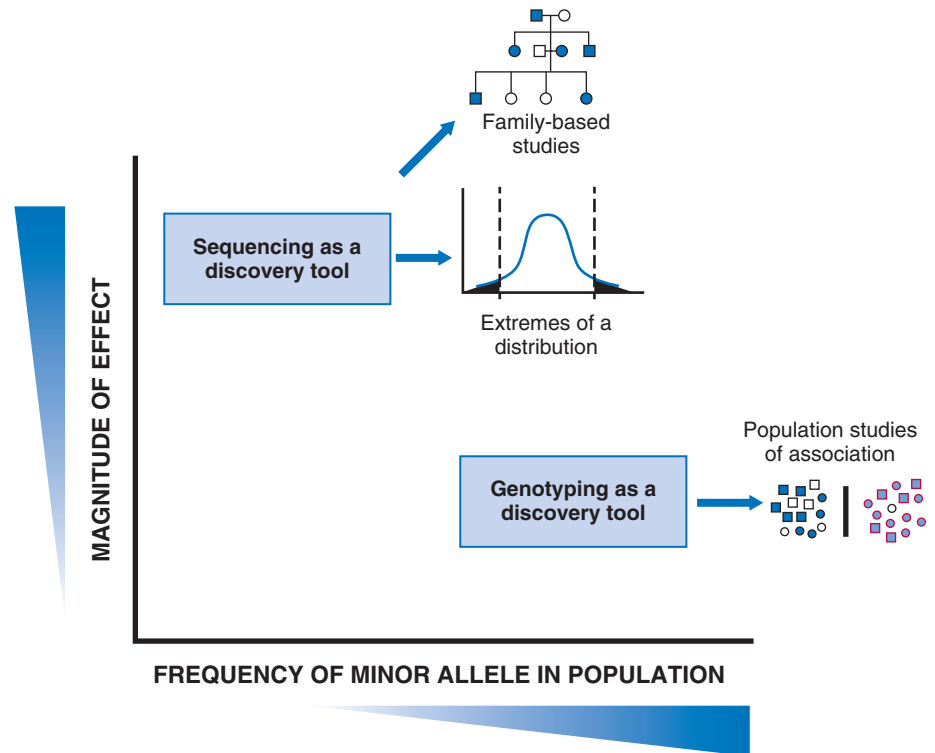 Family-based
studies
Sequencing as a
discovery tool
Extremes of a
distribution
MAGNITUDE OF EFFECT
Population studies
of association
Genotyping as a
discovery tool
FREQUENCY OF MINOR ALLELE IN POPULATION